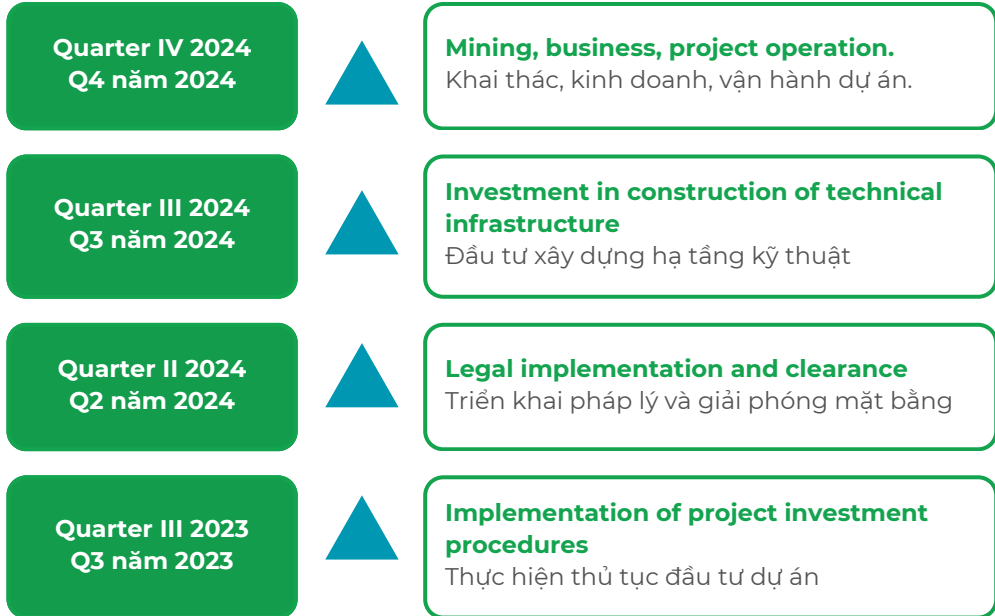 Quarter IV 2024
Q4 năm 2024
Mining, business, project operation.
Khai thác, kinh doanh, vận hành dự án.
Quarter III 2024
Q3 năm 2024
Investment in construction of technical
infrastructure
Đầu tư xây dựng hạ tầng kỹ thuật
Quarter II 2024
Q2 năm 2024
Legal implementation and clearance
Triển khai pháp lý và giải phóng mặt bằng
Quarter III 2023
Q3 năm 2023
Implementation of project investment
procedures
Thực hiện thủ tục đầu tư dự án